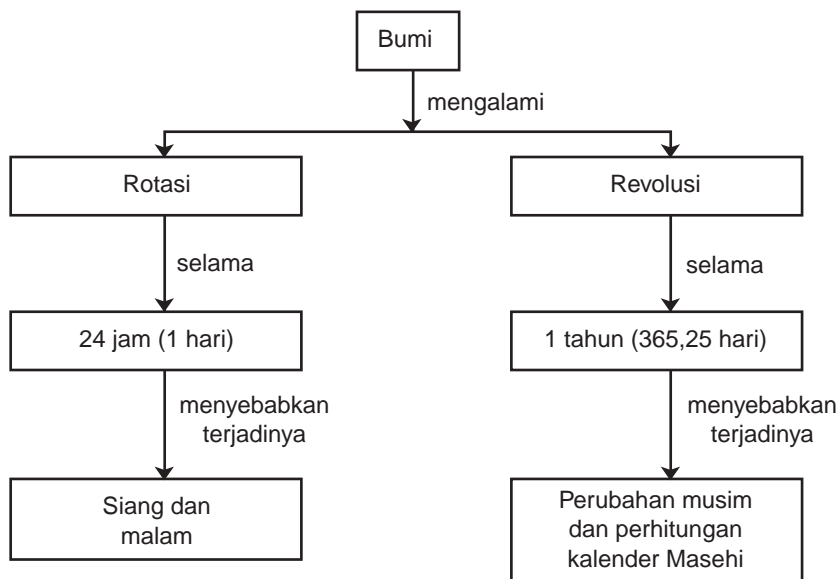 Bumi
mengalami
Rotasi
Revolusi
selama
selama
24 jam (1 hari)
1 tahun (365,25 hari)
menyebabkan
terjadinya
menyebabkan
terjadinya
Siang dan
malam
Perubahan musim
dan perhitungan
kalender Masehi